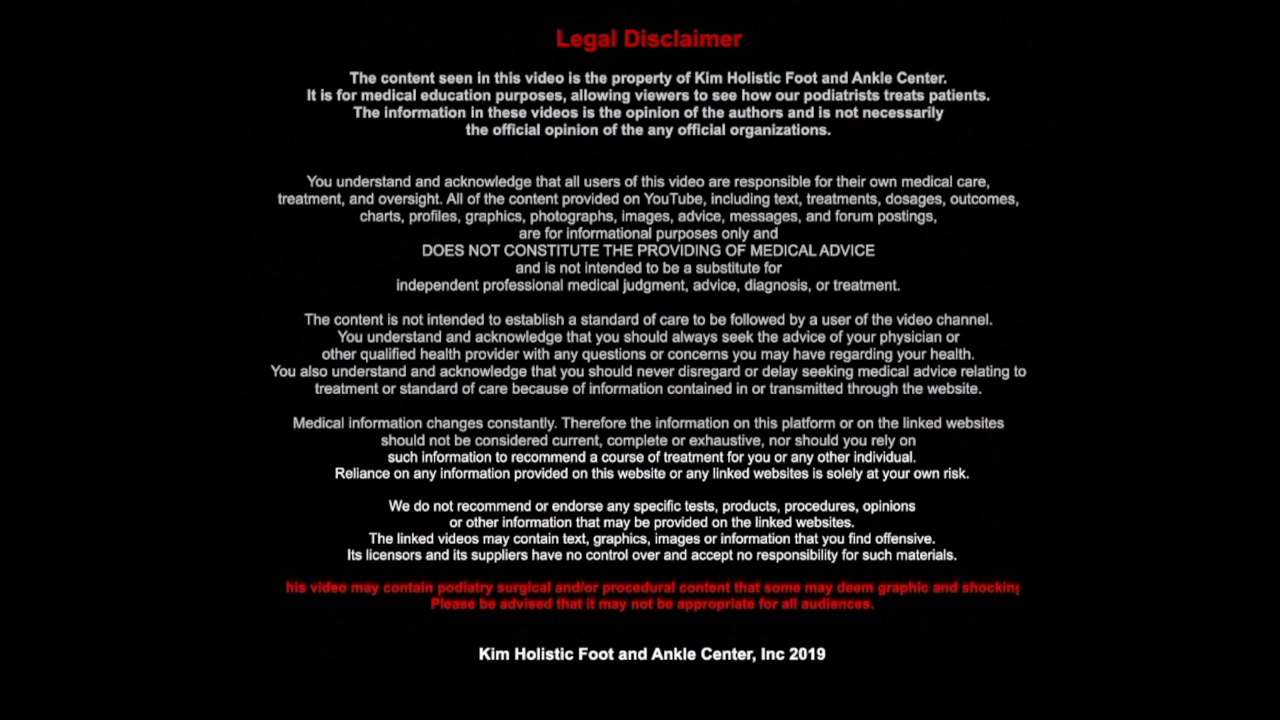 Legal Disclaimer
The content seen in this video is the property of Kim Holistic Foot and Ankle Center.
It is for medical education purposes, allowing viewers to see how our podiatrists treats patients.
The information in these videos is the opinion of the authors and is not necessarily
the official opinion of the any official organizations.
You understand and acknowledge that all users of this video are responsible for their own medical care,
treatment, and oversight. All of the content provided on YouTube, including text, treatments, dosages, outcomes,
charts, profiles, graphics, photographs, images, advice, messages, and forum postings,
are for informational purposes only and
DOES NOT CONSTITUTE THE PROVIDING OF MEDICAL ADVICE
and is not intended to be a substitute for
independent professional medical judgment, advice, diagnosis, or treatment.
The content is not intended to establish a standard of care to be followed by a user of the video channel.
You understand and acknowledge that you should always seek the advice of your physician or
other qualified health provider with any questions or concerns you may have regarding your health.
You also understand and acknowledge that you should never disregard or delay seeking medical advice relating to
treatment or standard of care because of information contained in or transmitted through the website.
Medical information changes constantly. Therefore the information on this platform or on the linked websites
should not be considered current, complete or exhaustive, nor should you rely on
such information to recommend a course of treatment for you or any other individual.
Reliance on any information provided on this website or any linked websites is solely at your own risk.
We do not recommend or endorse any specific tests, products, procedures, opinions
or other information that may be provided on the linked websites.
The linked videos may contain text, graphics, images or information that you find offensive.
Its licensors and its suppliers have no control over and accept no responsibility for such materials.
his video may contain podiatry surgical and/or procedural content that some may deem graphic and shocking
Please be advised that it may not be appropriate for all audiences.
Kim Holistic Foot and Ankle Center, Inc 2019